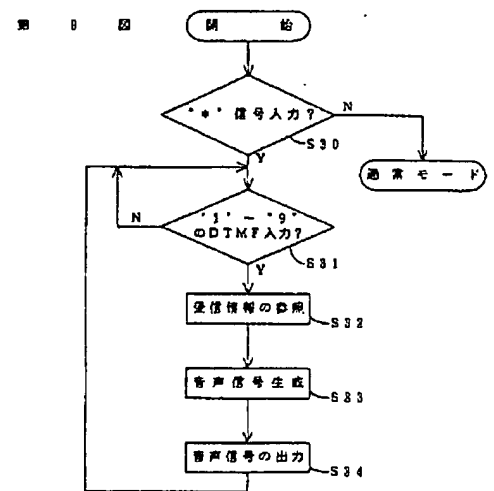 第 9 図
開 始
"*" 信号入力?
N
S30
Y
通常モード
"1" ~ "9"
のDTMF入力?
N
S31
Y
受信情報の参照
S32
音声信号生成
S33
音声信号の出力
S34